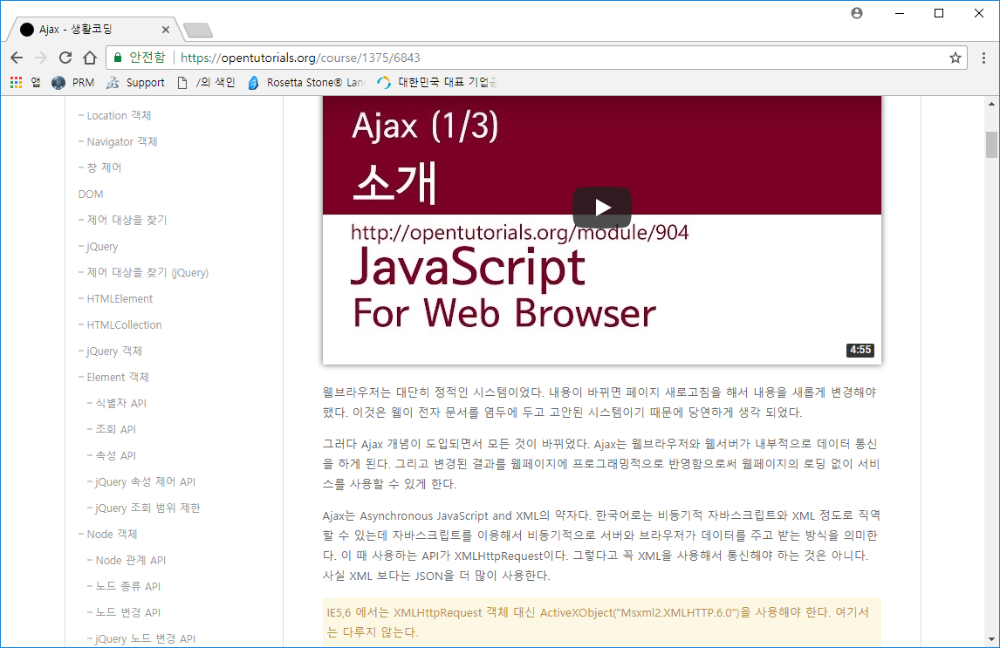 Ajax - 생활코딩
안전함 https://opentutorials.org/course/1375/6843
앱 PRM Support /의 색인 Rosetta Stone® Lan 대한민국 대표 기업공
- Location 객체
- Navigator 객체
- 창 제어
DOM
- 제어 대상을 찾기
- jQuery
- 제어 대상을 찾기 (jQuery)
- HTMLElement
- HTMLCollection
- jQuery 객체
- Element 객체
- 식별자 API
- 조회 API
- 속성 API
- jQuery 속성 제어 API
- jQuery 조회 범위 제한
- Node 객체
- Node 관계 API
- 노드 종류 API
- 노드 변경 API
- jQuery 노드 변경 API
Ajax (1/3)
소개
http://opentutorials.org/module/904
JavaScript
For Web Browser
4:55
웹브라우저는 대단히 정적인 시스템이었다. 내용이 바뀌면 페이지 새로고침을 해서 내용을 새롭게 변경해야
했다. 이것은 웹이 전자 문서를 염두에 두고 고안된 시스템이기 때문에 당연하게 생각 되었다.
그러다 Ajax 개념이 도입되면서 모든 것이 바뀌었다. Ajax는 웹브라우저와 웹서버가 내부적으로 데이터 통신
을 하게 된다. 그리고 변경된 결과를 웹페이지에 프로그래밍적으로 반영함으로써 웹페이지의 로딩 없이 서비
스를 사용할 수 있게 한다.
Ajax는 Asynchronous JavaScript and XML의 약자다. 한국어로는 비동기적 자바스크립트와 XML 정도로 직역
할 수 있는데 자바스크립트를 이용해서 비동기적으로 서버와 브라우저가 데이터를 주고 받는 방식을 의미한
다. 이 때 사용하는 API가 XMLHttpRequest이다. 그렇다고 꼭 XML을 사용해서 통신해야 하는 것은 아니다.
사실 XML 보다는 JSON을 더 많이 사용한다.
IE5,6 에서는 XMLHttpRequest 객체 대신 ActiveXObject("Msxml2.XMLHTTP.6.0")을 사용해야 한다. 여기서
는 다루지 않는다.